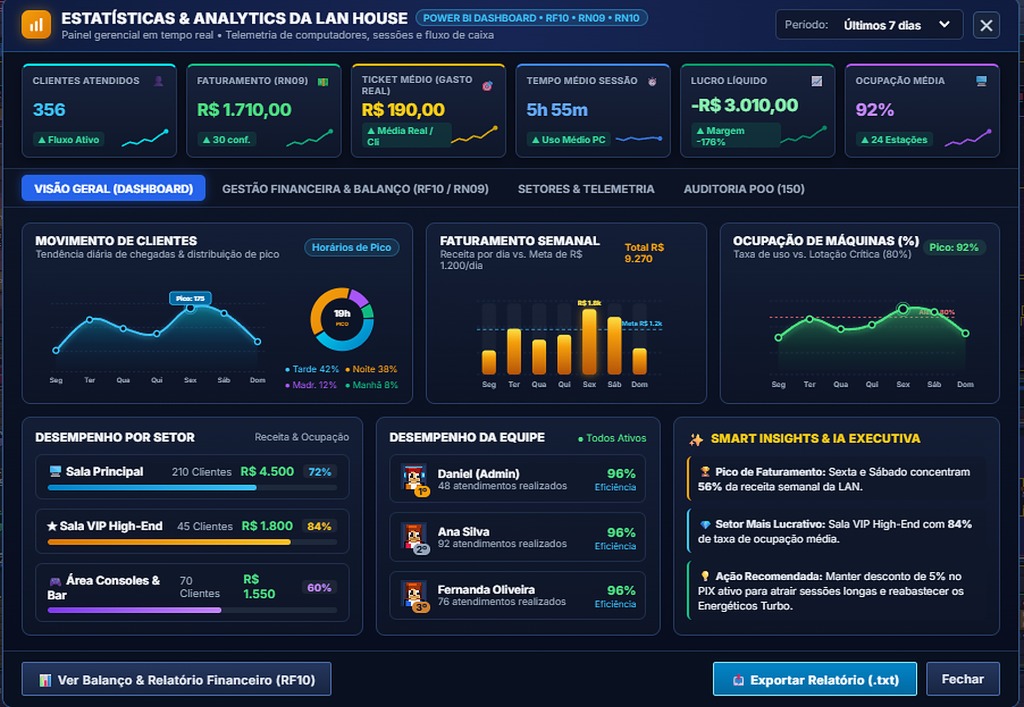 ESTATÍSTICAS & ANALYTICS DA LAN HOUSE
POWER BI DASHBOARD • RF10 • RN09 • RN10
Painel gerencial em tempo real • Telemetria de computadores, sessões e fluxo de caixa
Período: Últimos 7 dias
CLIENTES ATENDIDOS
356
▲ Fluxo Ativo
FATURAMENTO (RN09)
R$ 1.710,00
▲ 30 conf.
TICKET MÉDIO (GASTO
REAL)
R$ 190,00
▲ Média Real /
Cli
TEMPO MÉDIO SESSÃO
5h 55m
▲ Uso Médio PC
LUCRO LÍQUIDO
-R$ 3.010,00
▲ Margem
-176%
OCUPAÇÃO MÉDIA
92%
▲ 24 Estações
VISÃO GERAL (DASHBOARD)
GESTÃO FINANCEIRA & BALANÇO (RF10 / RN09)
SETORES & TELEMETRIA
AUDITORIA POO (150)
MOVIMENTO DE CLIENTES
Tendência diária de chegadas & distribuição de pico
Horários de Pico
Pico: 175
Seg Ter Qua Qui Sex Sáb Dom
19h
PICO
• Tarde 42% • Noite 38%
• Madr. 12% • Manhã 8%
FATURAMENTO SEMANAL
Receita por dia vs. Meta de R$
1.200/dia
Total R$
9.270
R$ 1.8k
Meta R$ 1.2k
Seg Ter Qua Qui Sex Sáb Dom
OCUPAÇÃO DE MÁQUINAS (%)
Taxa de uso vs. Lotação Crítica (80%)
Pico: 92%
80%
Seg Ter Qua Qui Sex Sáb Dom
DESEMPENHO POR SETOR
Receita & Ocupação
Sala Principal 210 Clientes R$ 4.500 72%
★ Sala VIP High-End 45 Clientes R$ 1.800 84%
Área Consoles &
Bar
70
Clientes
R$
1.550
60%
DESEMPENHO DA EQUIPE
• Todos Ativos
1º
Daniel (Admin)
48 atendimentos realizados
96%
Eficiência
2º
Ana Silva
92 atendimentos realizados
96%
Eficiência
3º
Fernanda Oliveira
76 atendimentos realizados
96%
Eficiência
SMART INSIGHTS & IA EXECUTIVA
Pico de Faturamento: Sexta e Sábado concentram
56% da receita semanal da LAN.
Setor Mais Lucrativo: Sala VIP High-End com 84%
de taxa de ocupação média.
Ação Recomendada: Manter desconto de 5% no
PIX ativo para atrair sessões longas e reabastecer os
Energéticos Turbo.
Ver Balanço & Relatório Financeiro (RF10)
Exportar Relatório (.txt)
Fechar